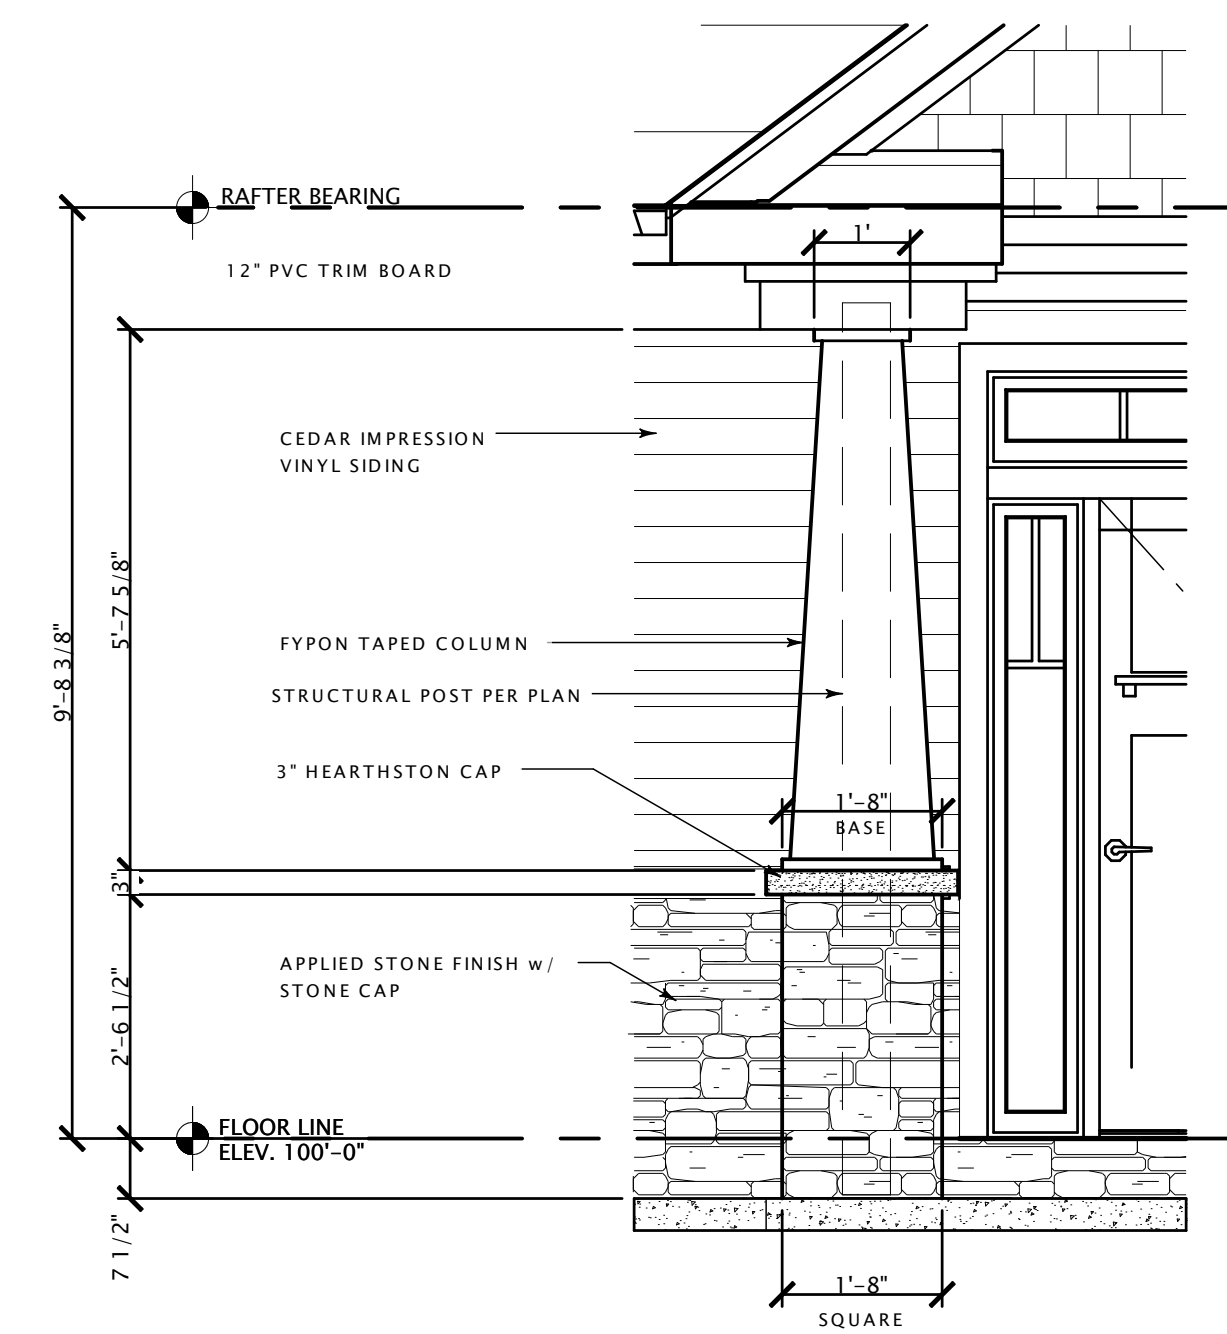 RAFTER BEARING
1'
12" PVC TRIM BOARD
CEDAR IMPRESSION
VINYL SIDING
5'-7 5/8"
9'-8 3/8"
FYPON TAPED COLUMN
STRUCTURAL POST PER PLAN
3" HEARTHSTON CAP
1'-8"
BASE
3"
APPLIED STONE FINISH w/
STONE CAP
2'-6 1/2"
FLOOR LINE
ELEV. 100'-0"
7 1/2"
1'-8"
SQUARE